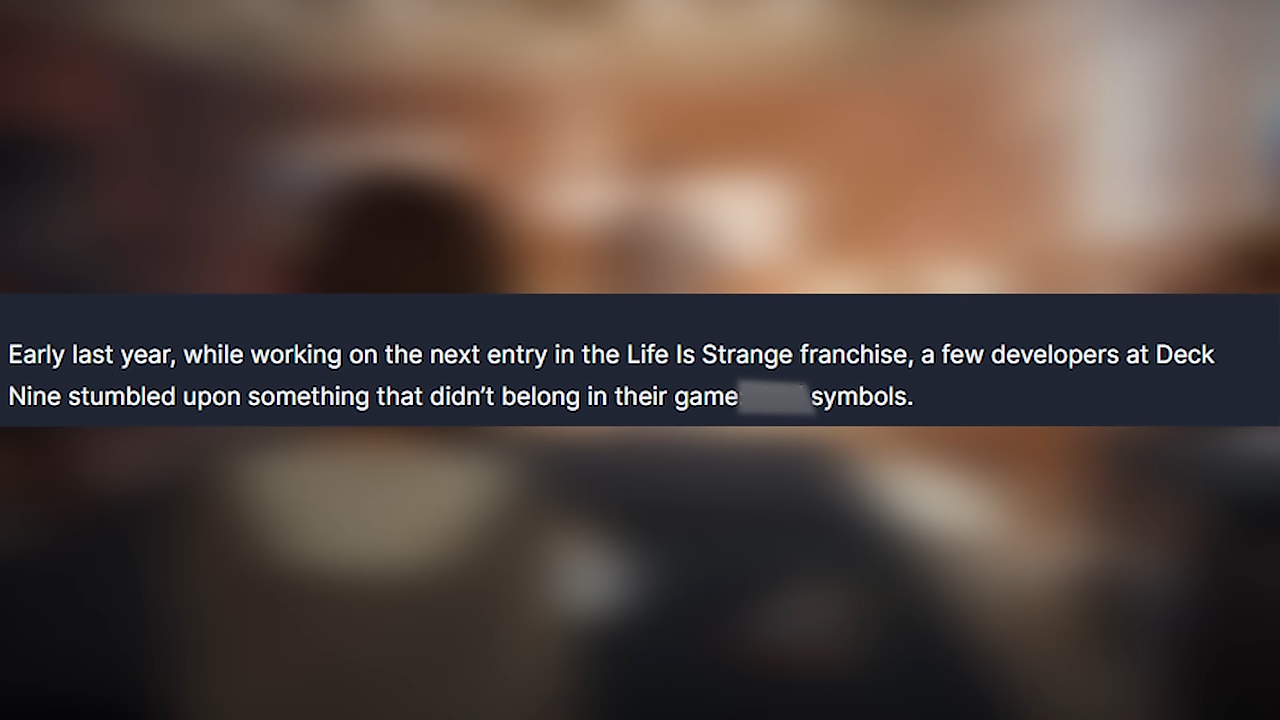 Early last year, while working on the next entry in the Life Is Strange franchise, a few developers at Deck
Nine stumbled upon something that didn’t belong in their game symbols.